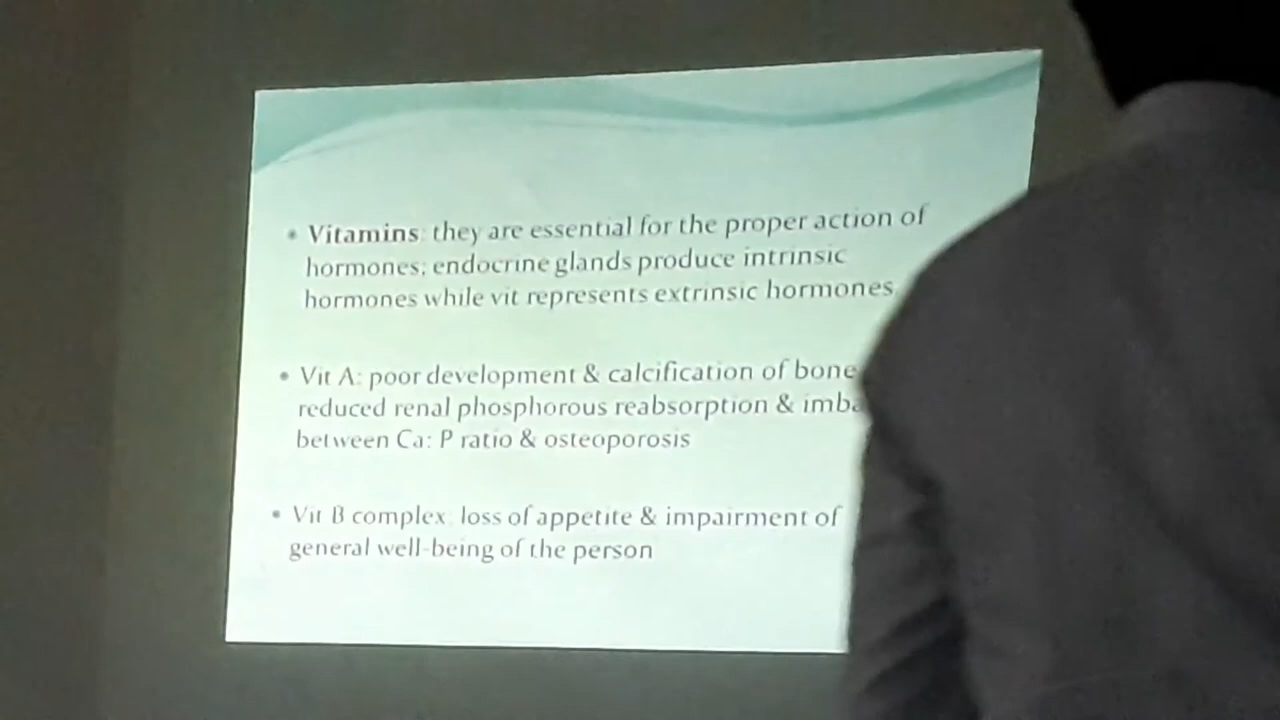 • Vitamins: they are essential for the proper action of
hormones; endocrine glands produce intrinsic
hormones while vit represents extrinsic hormones
• Vit A: poor development & calcification of bone
reduced renal phosphorous reabsorption &
between Ca: P ratio & osteoporosis
• Vit B complex: loss of appetite & impairment of
general well-being of the person